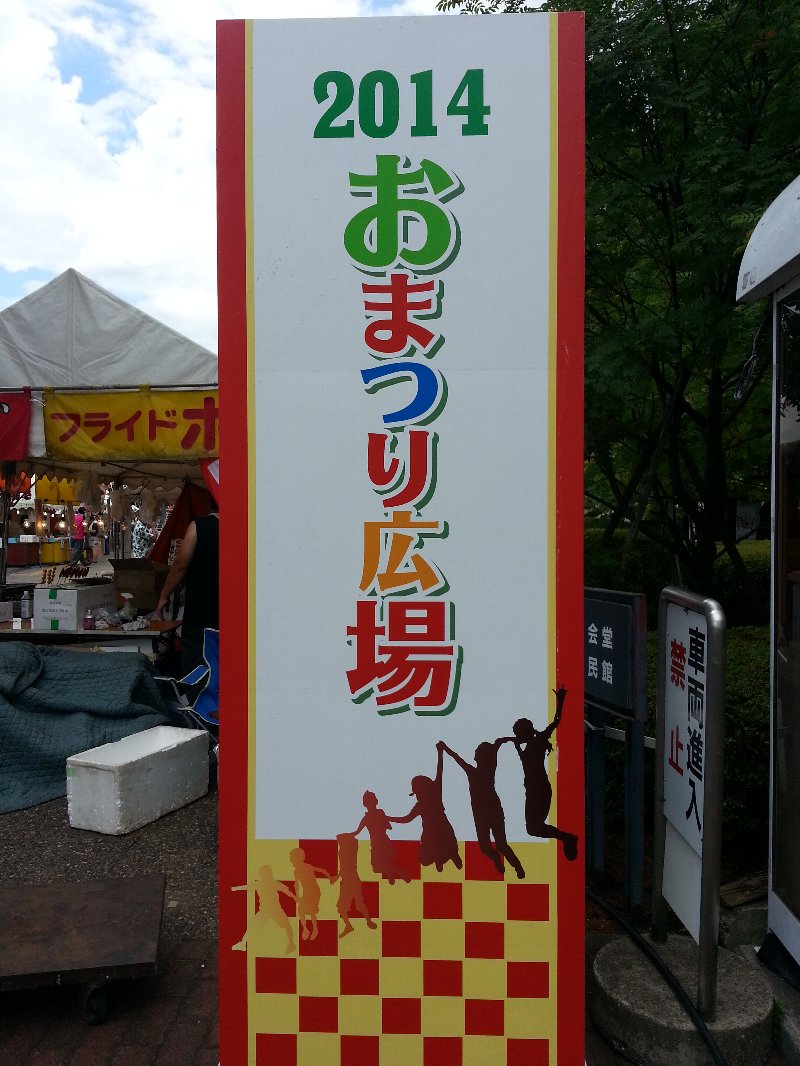 2014
おまつり広場
フライドポ
会堂
民館
車両進入
禁止